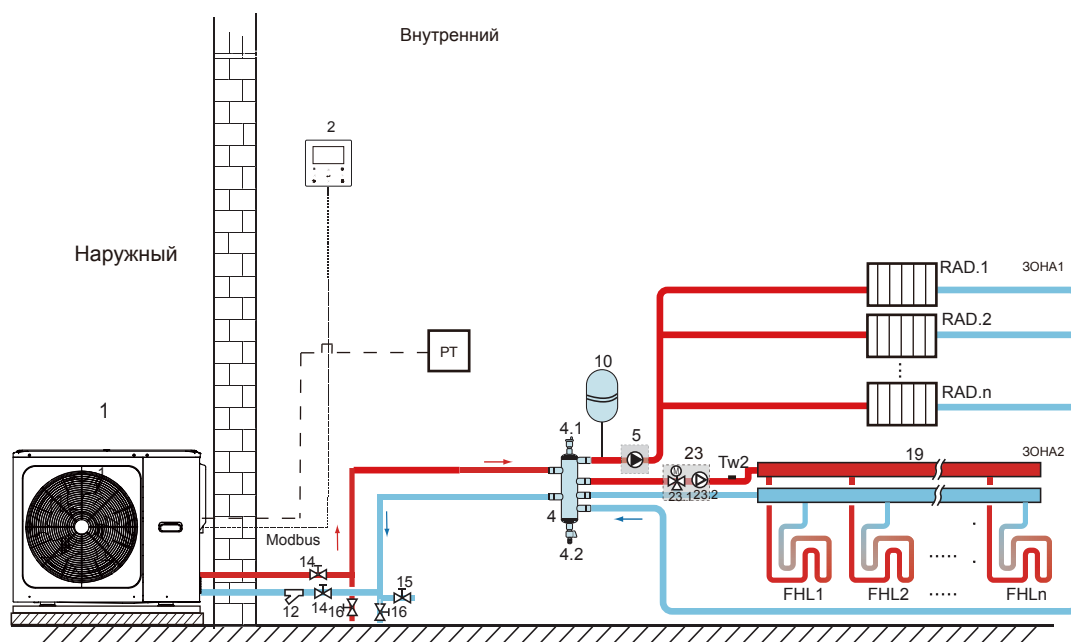 Внутренний
2
Наружный
RAD.1
ЗОНА1
RAD.2
PT
10
RAD.n
1
4.1
5
23
Tw2
19
ЗОНА2
1
M
23.1
23.2
4
Modbus
4.2
14
15
12
14
16
16
FHL1
FHL2
FHLn